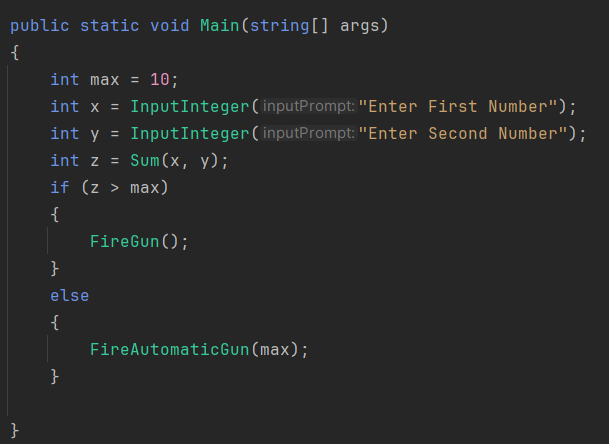 public static void Main(string[] args)
{
    int max = 10;
    int x = InputInteger(inputPrompt:"Enter First Number");
    int y = InputInteger(inputPrompt:"Enter Second Number");
    int z = Sum(x, y);
    if (z > max)
    {
        FireGun();
    }
    else
    {
        FireAutomaticGun(max);
    }

}